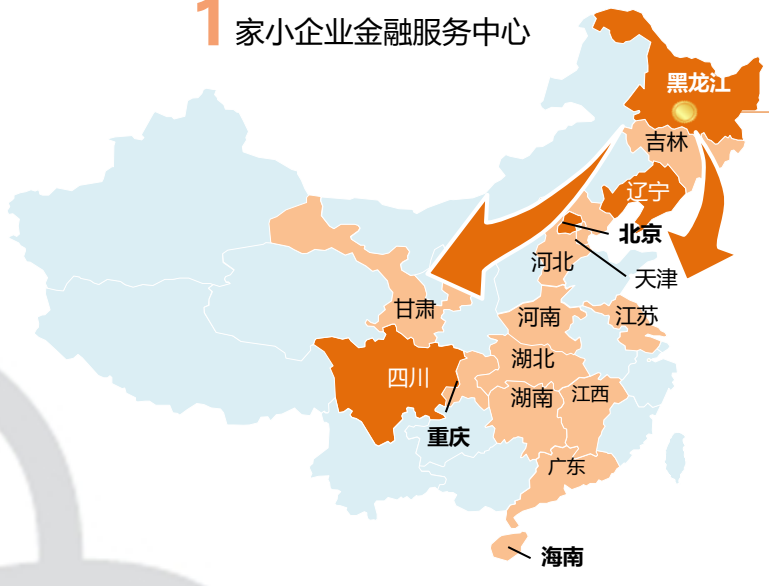 1 家小企业金融服务中心
黑龙江
吉林
辽宁
北京
河北
天津
甘肃
河南
江苏
湖北
四川
湖南
江西
重庆
广东
海南